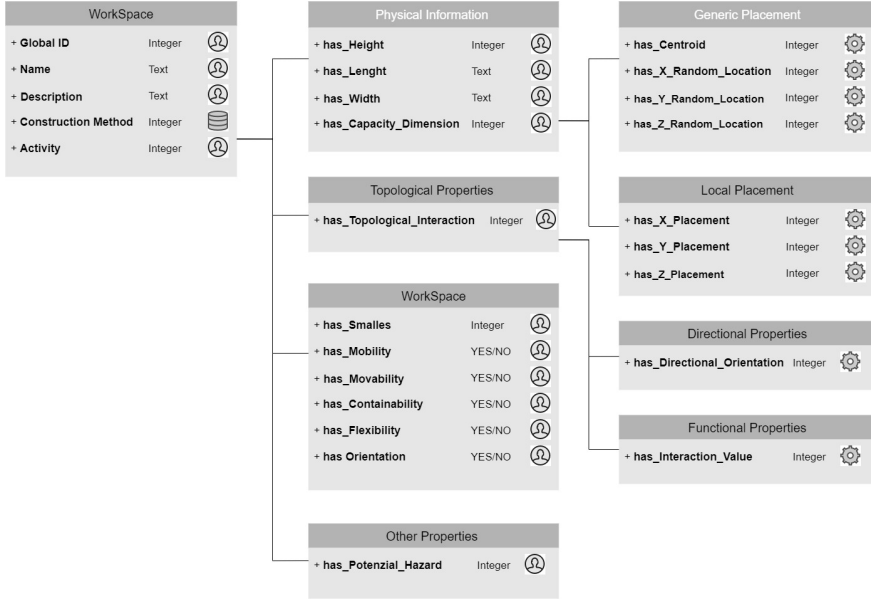 WorkSpace
+ Global ID Integer
+ Name Text
+ Description Text
+ Construction Method Integer
+ Activity Integer
Physical Information
+ has_Height Integer
+ has_Lenght Text
+ has_Width Text
+ has_Capacity_Dimension Integer
Topological Properties
+ has_Topological_Interaction Integer
WorkSpace
+ has_Smalles Integer
+ has_Mobility YES/NO
+ has_Movability YES/NO
+ has_Containability YES/NO
+ has_Flexibility YES/NO
+ has Orientation YES/NO
Other Properties
+ has_Potenzial_Hazard Integer
Generic Placement
+ has_Centroid Integer
+ has_X_Random_Location Integer
+ has_Y_Random_Location Integer
+ has_Z_Random_Location Integer
Local Placement
+ has_X_Placement Integer
+ has_Y_Placement Integer
+ has_Z_Placement Integer
Directional Properties
+ has_Directional_Orientation Integer
Functional Properties
+ has_Interaction_Value Integer